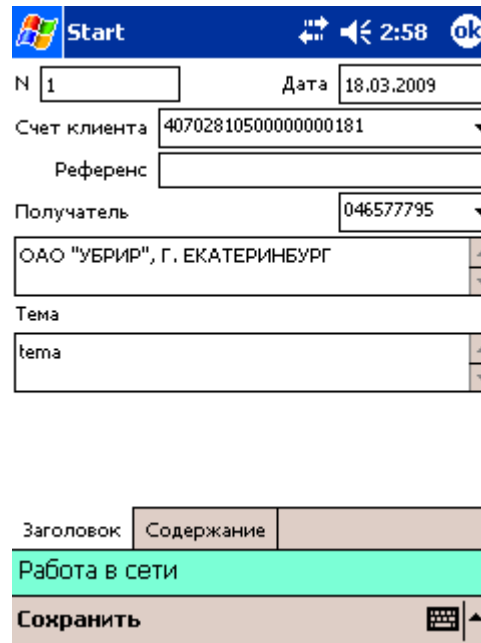 Start 2:58 ok
N 1 Дата 18.03.2009
Счет клиента 40702810500000000181
Референс
Получатель 046577795
ОАО "УБРИР", Г. ЕКАТЕРИНБУРГ
Тема
tema
Заголовок Содержание
Работа в сети
Сохранить